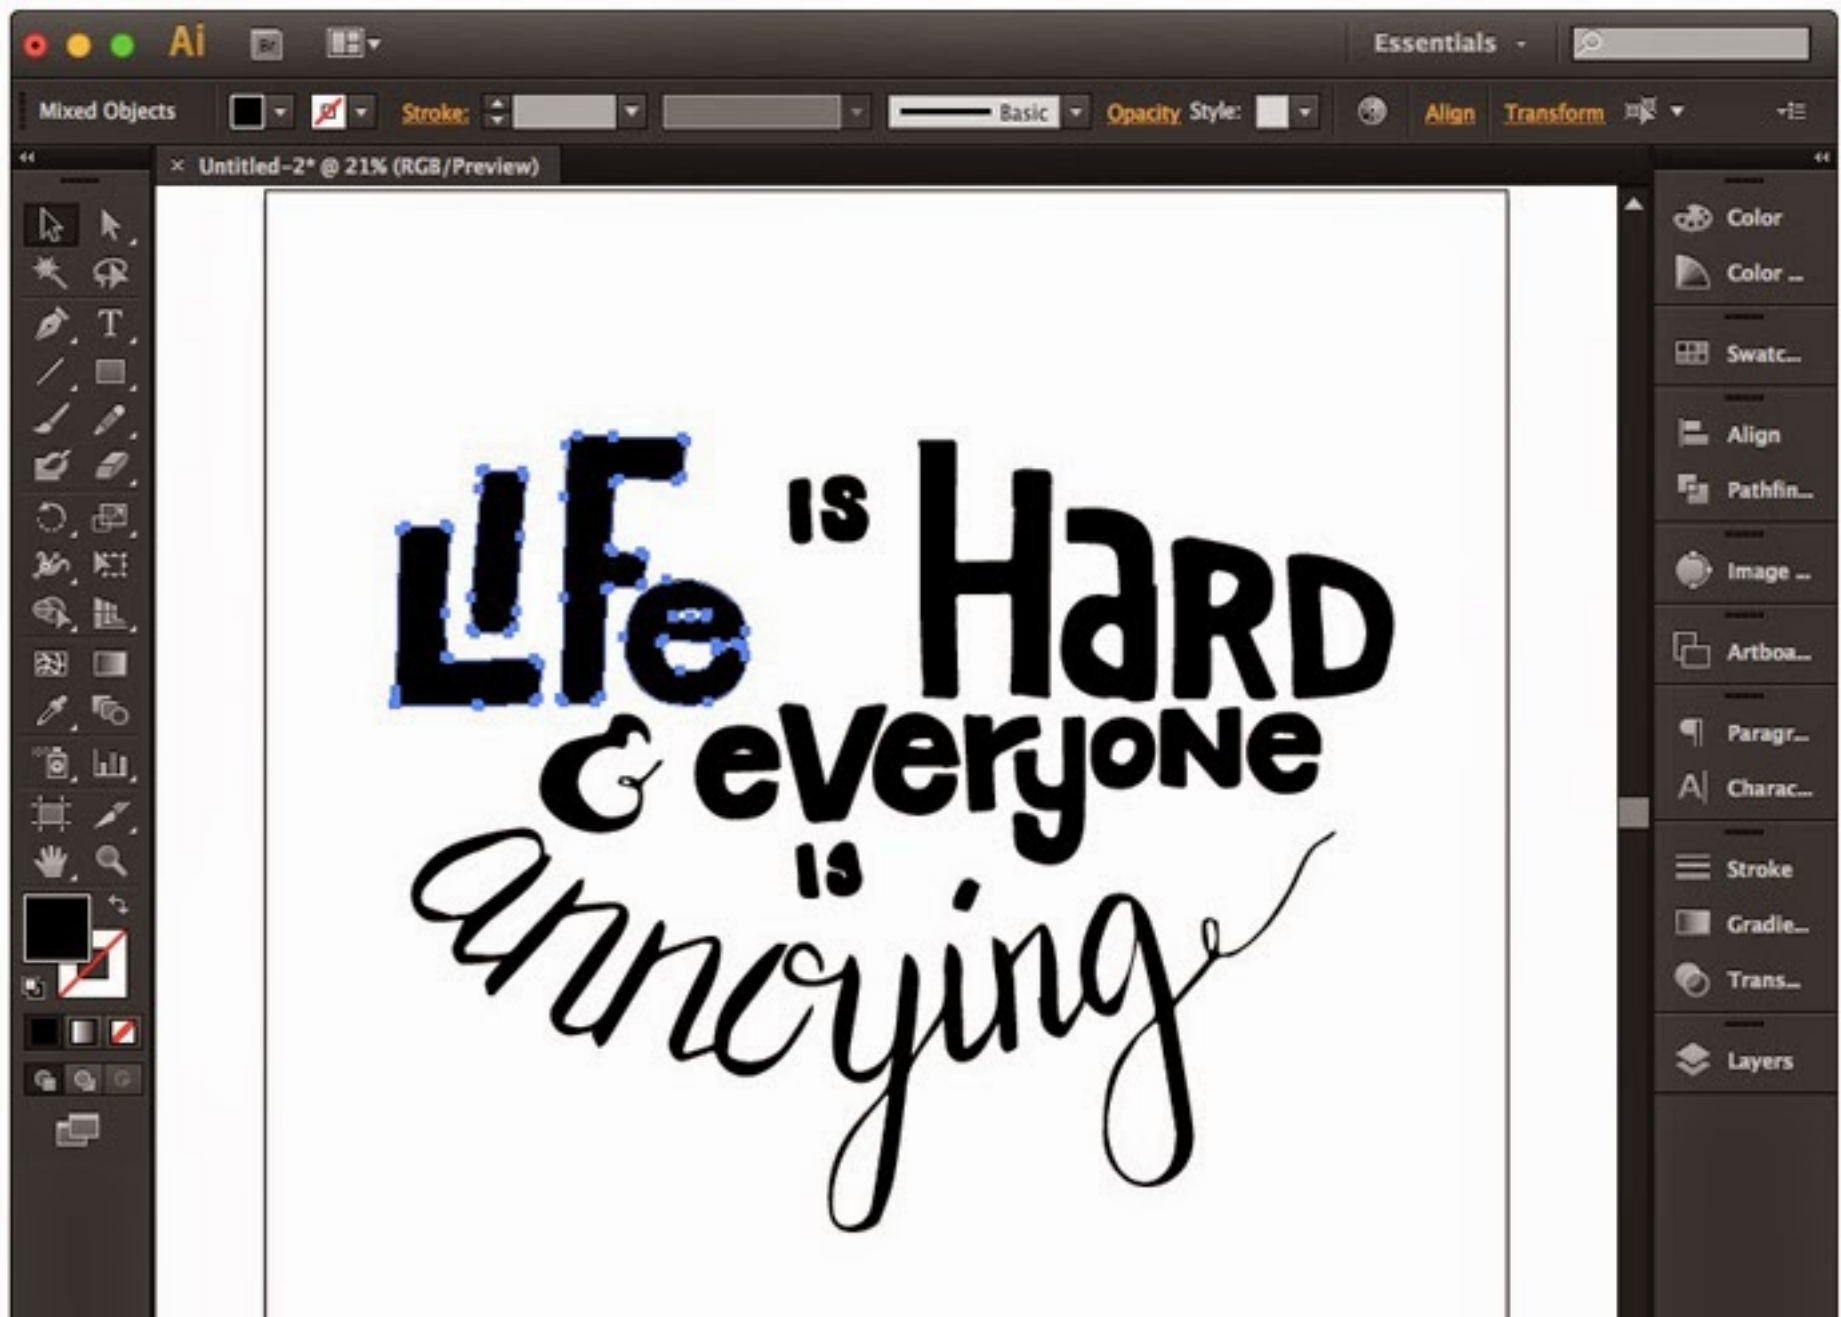 Ai Br Essentials
Mixed Objects Stroke: Basic Opacity Style: Align Transform
× Untitled-2* @ 21% (RGB/Preview)
T
Color
Color ...
Swatc...
Align
Pathfin...
Image ...
Artboa...
Paragr...
A Charac...
Stroke
Gradie...
Trans...
Layers
LIFe is HaRD
& everyoNe
is
annoying